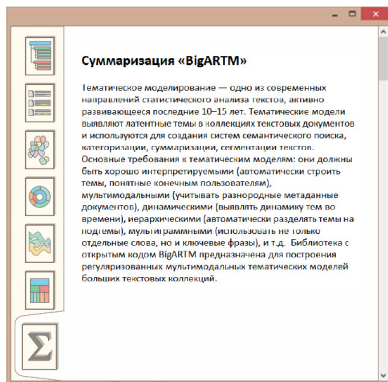 Суммаризация «BigARTM»
Тематическое моделирование — одно из современных
направлений статистического анализа текстов, активно
развивающееся последние 10–15 лет. Тематические модели
выявляют латентные темы в коллекциях текстовых документов
и используются для создания систем семантического поиска,
категоризации, суммаризации, сегментации текстов.
Основные требования к тематическим моделям: они должны
быть хорошо интерпретируемыми (автоматически строить
темы, понятные конечным пользователям),
мультимодальными (учитывать разнородные метаданные
документов), динамическими (выявлять динамику тем во
времени), иерархическими (автоматически разделять темы на
подтемы), мультиграммными (использовать не только
отдельные слова, но и ключевые фразы), и т.д. Библиотека с
открытым кодом BigARTM предназначена для построения
регуляризованных мультимодальных тематических моделей
больших текстовых коллекций.
Σ